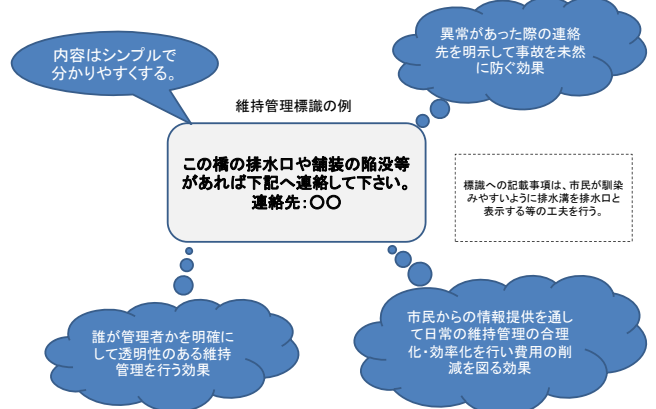 内容はシンプルで
分かりやすくする。
異常があった際の連絡
先を明示して事故を未然
に防ぐ効果
維持管理標識の例
この橋の排水口や舗装の陥没等
があれば下記へ連絡して下さい。
連絡先:〇〇
標識への記載事項は、市民が馴染
みやすいように排水溝を排水口と
表示する等の工夫を行う。
誰が管理者かを明確に
して透明性のある維持
管理を行う効果
市民からの情報提供を通し
て日常の維持管理の合理
化・効率化を行い費用の削
減を図る効果